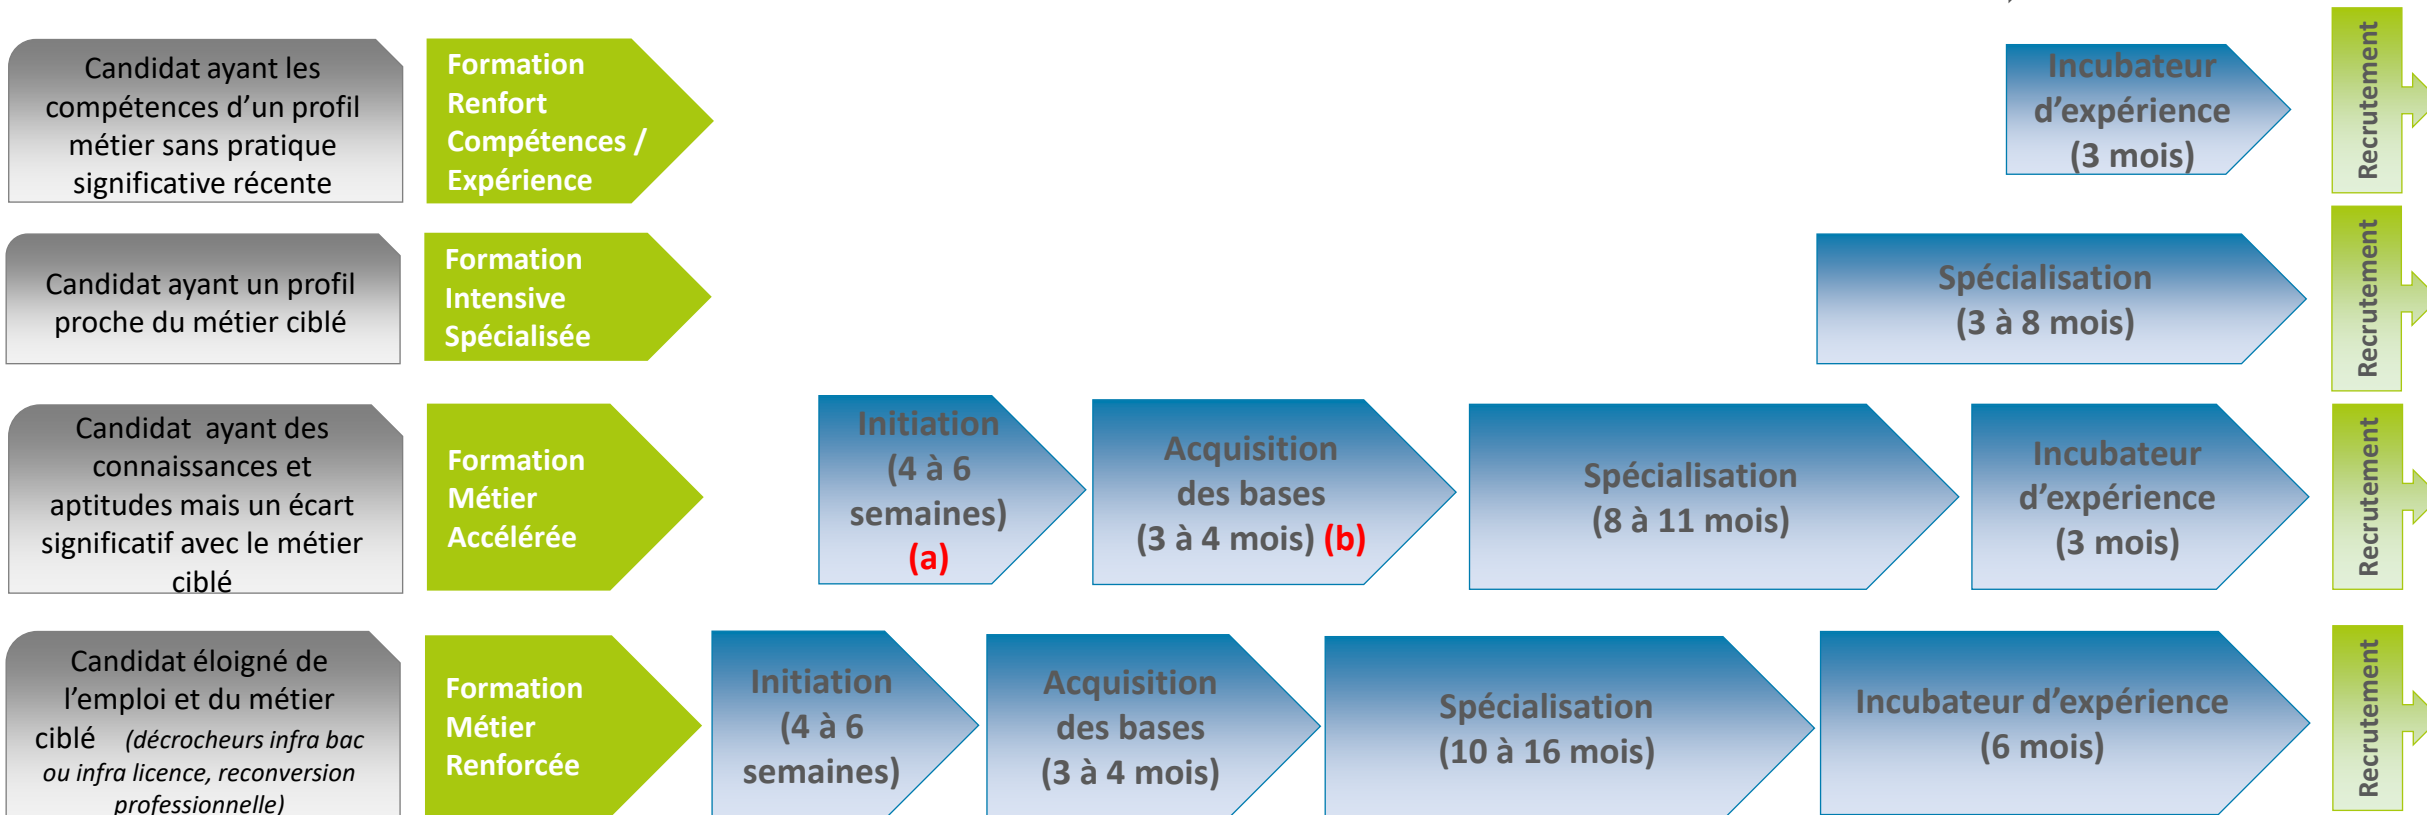 Candidat ayant les
compétences d’un profil
métier sans pratique
significative récente
Formation
Renfort
Compétences /
Expérience
Incubateur
d’expérience
(3 mois)
Recrutement
Candidat ayant un profil
proche du métier ciblé
Formation
Intensive
Spécialisée
Spécialisation
(3 à 8 mois)
Recrutement
Candidat ayant des
connaissances et
aptitudes mais un écart
significatif avec le métier
ciblé
Formation
Métier
Accélérée
Initiation
(4 à 6
semaines)
(a)
Acquisition
des bases
(3 à 4 mois) (b)
Spécialisation
(8 à 11 mois)
Incubateur
d’expérience
(3 mois)
Recrutement
Candidat éloigné de
l’emploi et du métier
ciblé (décrocheurs infra bac
ou infra licence, reconversion
professionnelle)
Formation
Métier
Renforcée
Initiation
(4 à 6
semaines)
Acquisition
des bases
(3 à 4 mois)
Spécialisation
(10 à 16 mois)
Incubateur d’expérience
(6 mois)
Recrutement